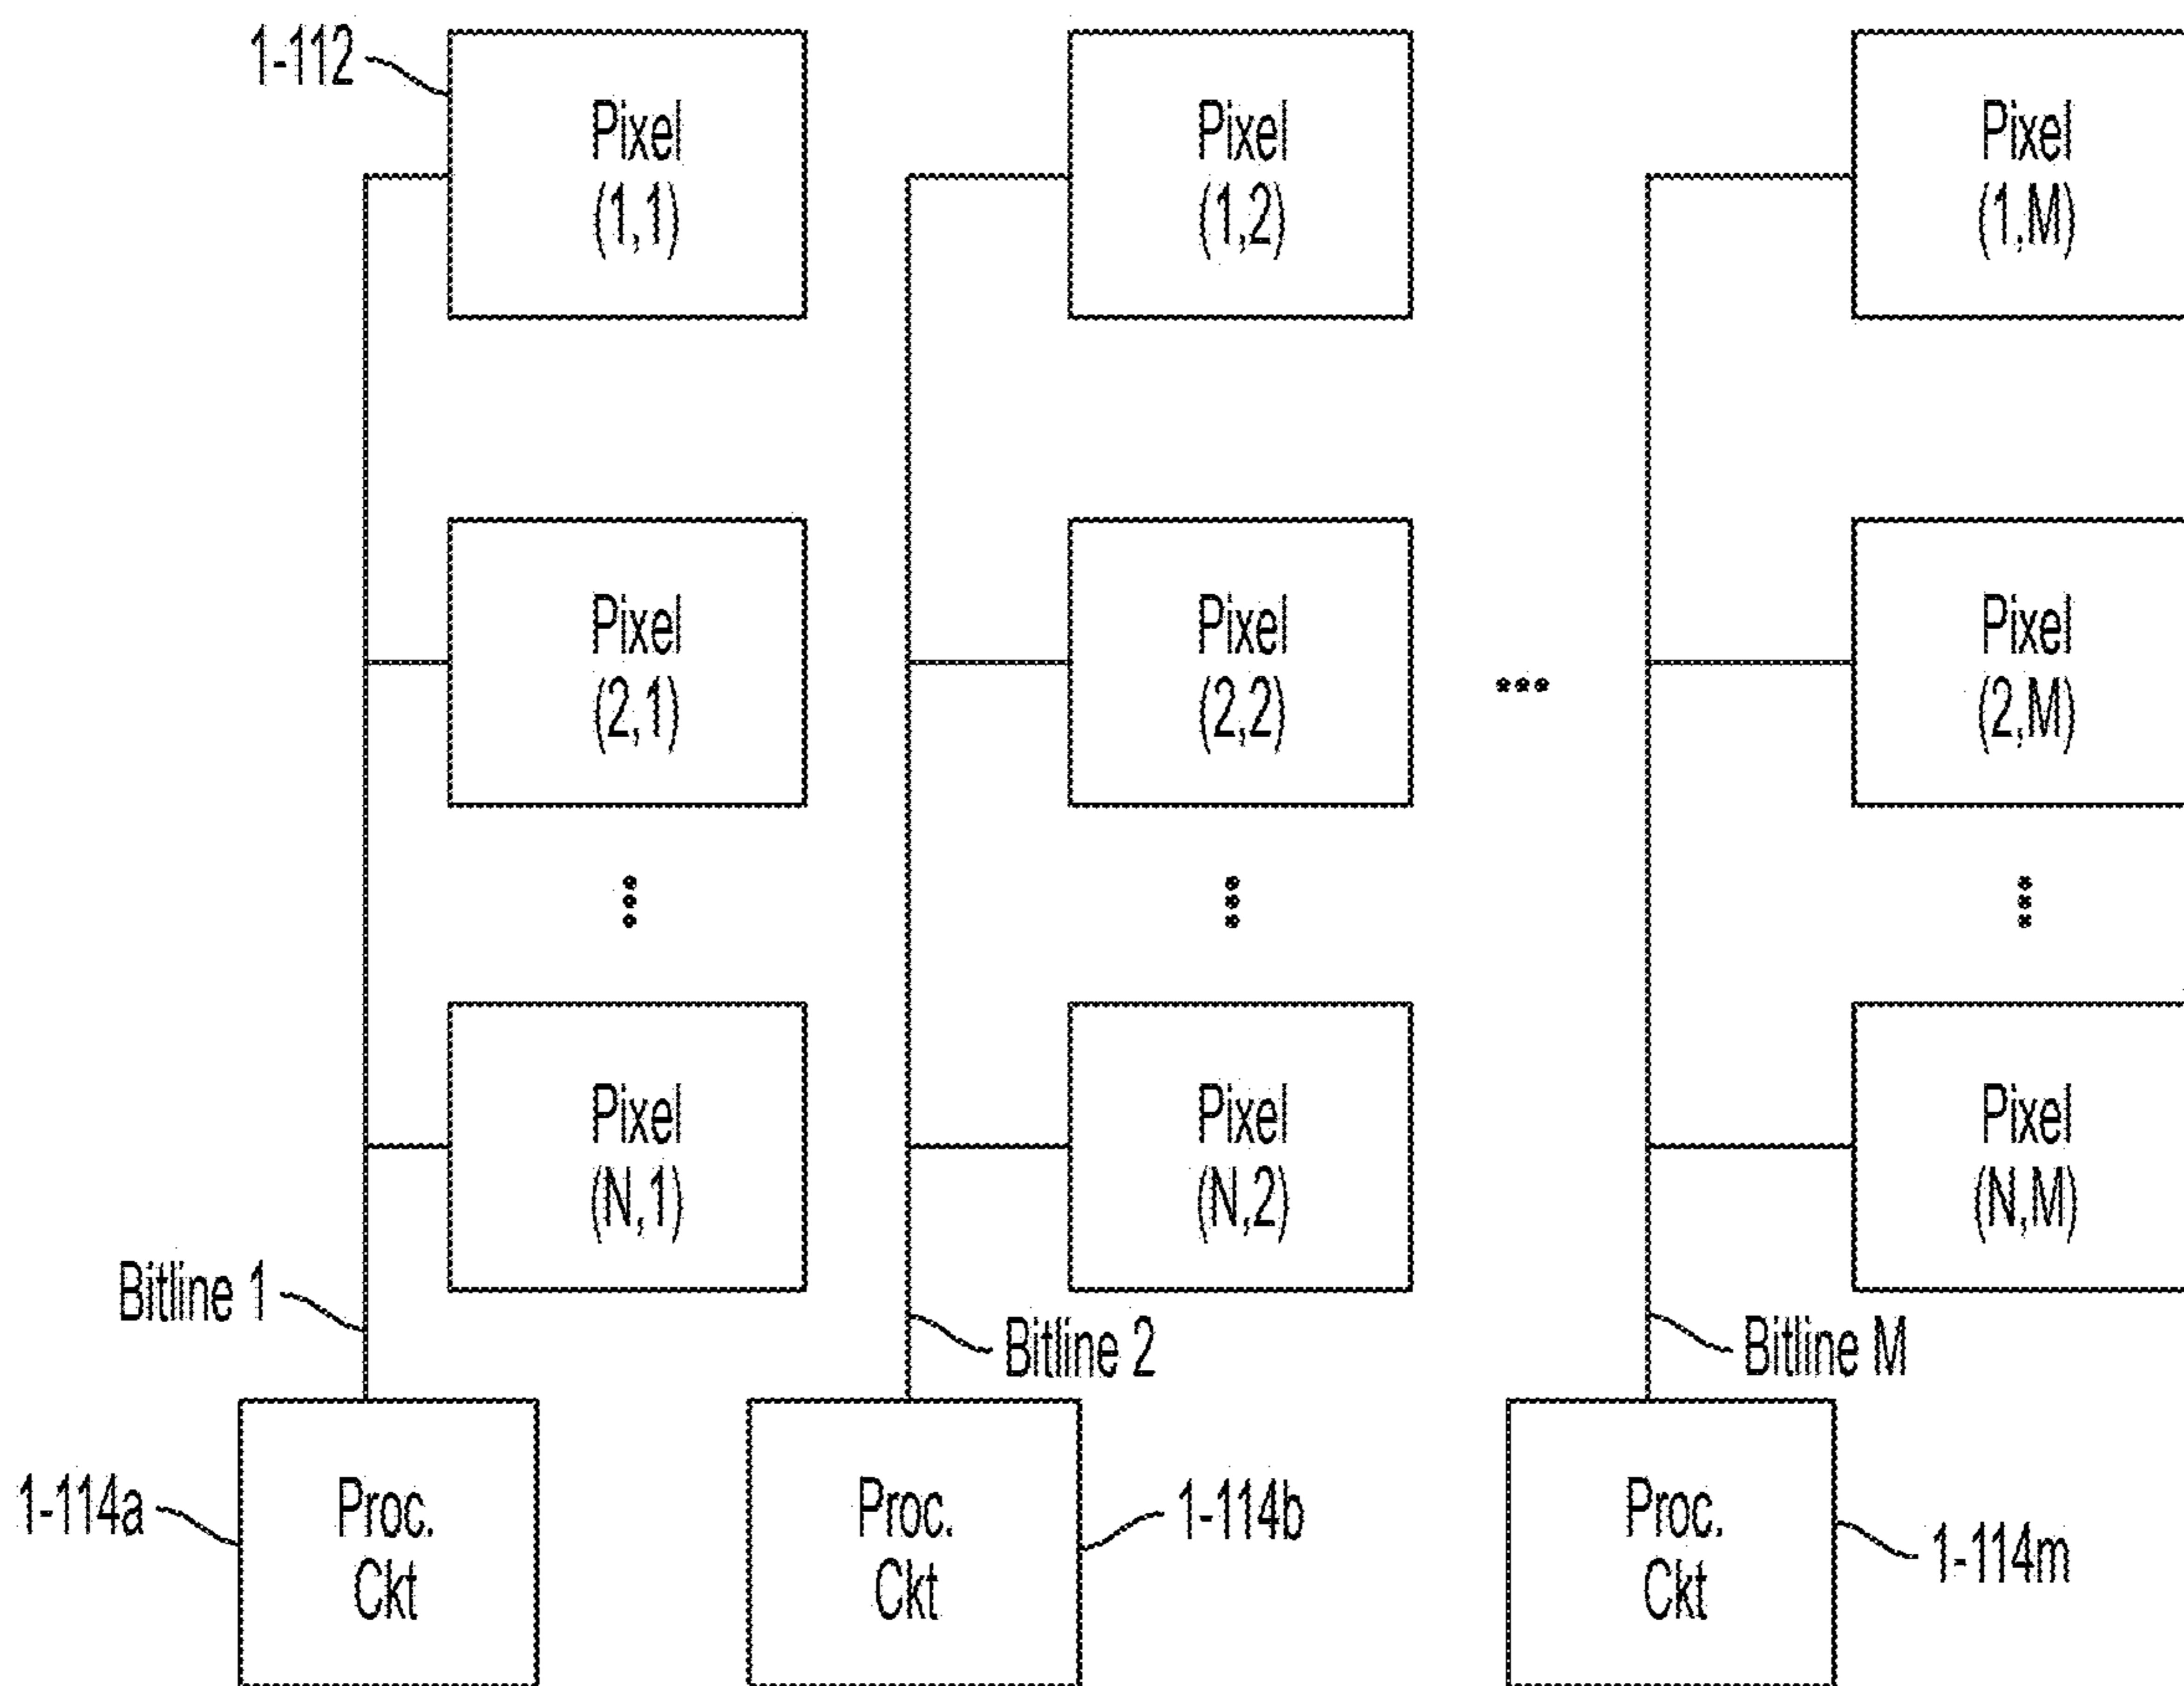 1-112
Pixel
(1,1)
Pixel
(1,2)
Pixel
(1,M)
Pixel
(2,1)
Pixel
(2,2)
Pixel
(2,M)
Pixel
(N,1)
Pixel
(N,2)
Pixel
(N,M)
Bitline 1
Bitline 2
Bitline M
1-114a
Proc.
Ckt
Proc.
Ckt
1-114b
Proc.
Ckt
1-114m